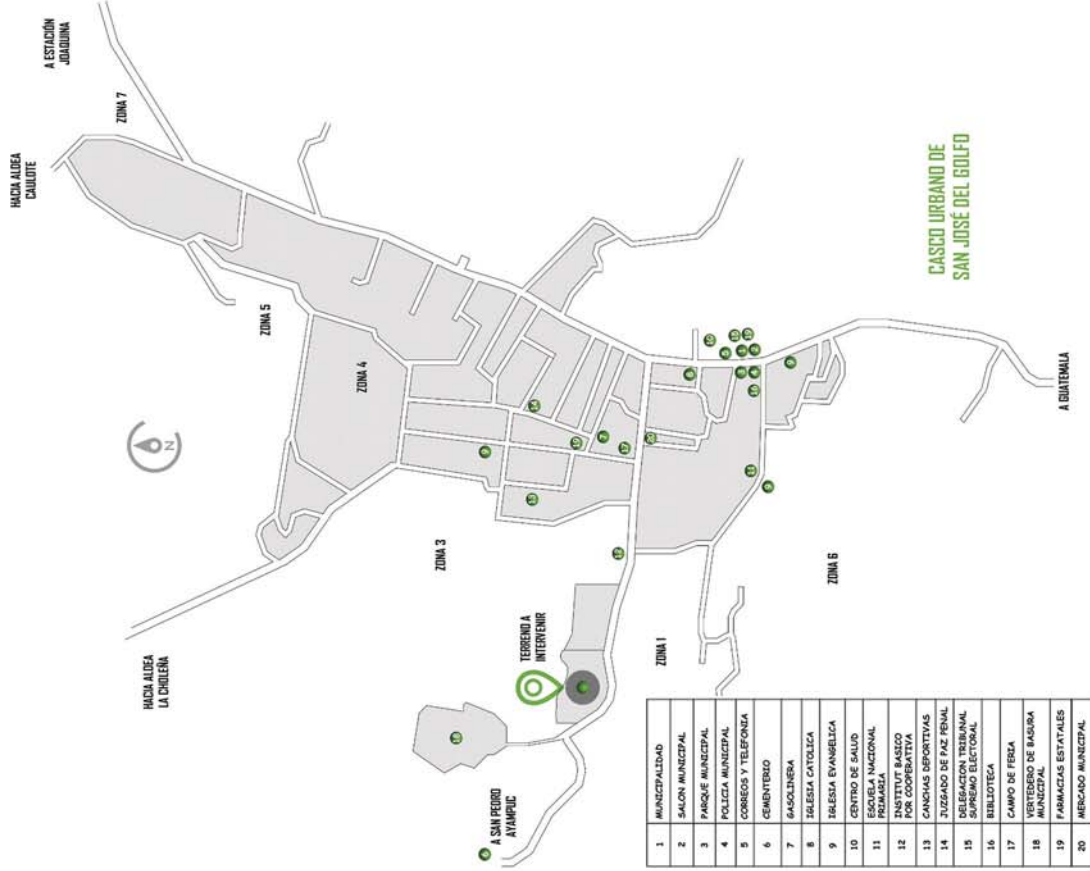 A ESTACIÓN
JOAQUINA
HACIA ALDEA
CAULOTE
ZONA 7
ZONA 5
ZONA 4
N
HACIA ALDEA
LA CHOLEÑA
ZONA 3
TERRENO A
INTERVENIR
A SAN PEDRO
AYAMPUC
ZONA 1
ZONA 6
A GUATEMALA
CASCO URBANO DE
SAN JOSÉ DEL GOLFO
1 MUNICIPALIDAD
2 SALON MUNICIPAL
3 PARQUE MUNICIPAL
4 POLICIA MUNICIPAL
5 CORREOS Y TELEFONIA
6 CEMENTERIO
7 GASOLINERA
8 IGLESIA CATOLICA
9 IGLESIA EVANGELICA
10 CENTRO DE SALUD
11 ESCUELA NACIONAL
PRIMARIA
12 INSTITUT BASICO
POR COOPERATIVA
13 CANCHAS DEPORTIVAS
14 JUZGADO DE PAZ PENAL
15 DELEGACION TRIBUNAL
SUPREMO ELECTORAL
16 BIBLIOTECA
17 CAMPO DE FERIA
18 VERTEDERO DE BASURA
MUNICIPAL
19 FARMACIAS ESTATALES
20 MERCADO MUNICIPAL